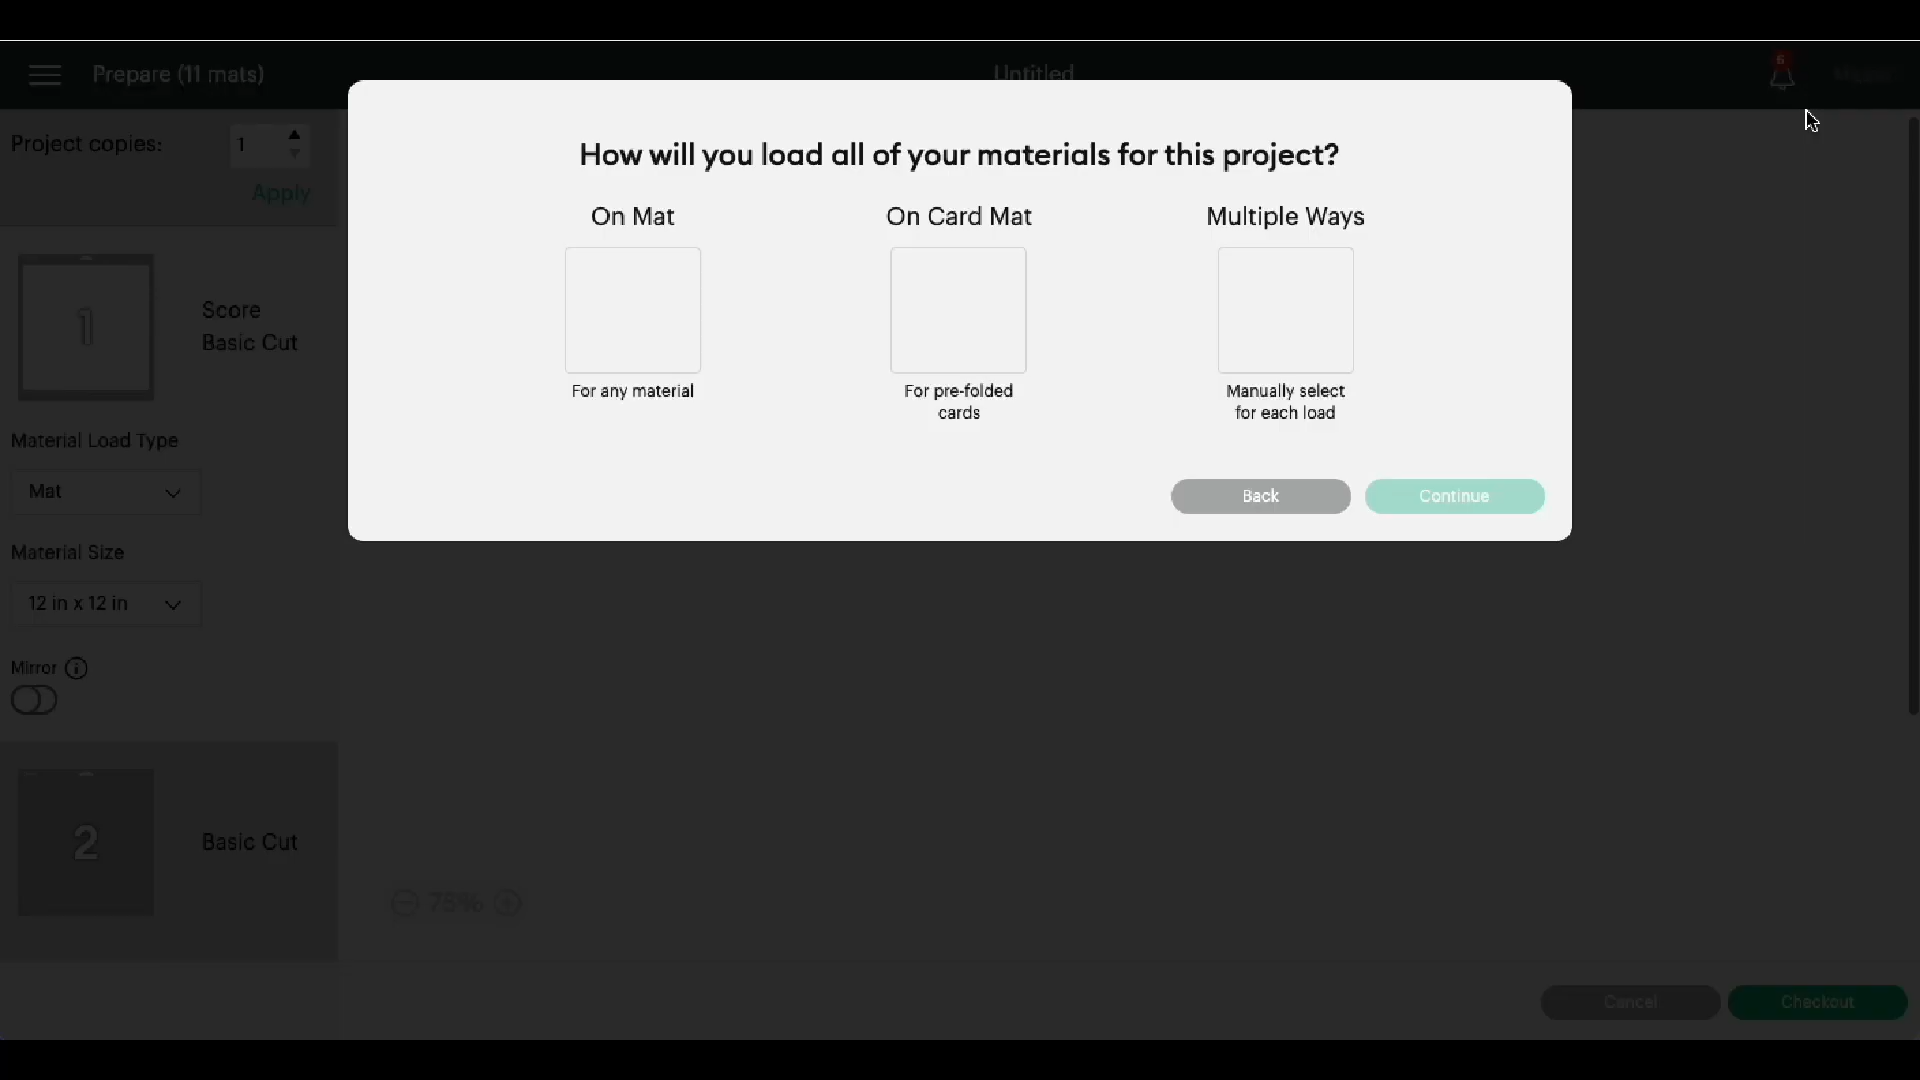 Prepare (11 mats)
Untitled
6
Project copies:
1
Apply
1
Score
Basic Cut
Material Load Type
Mat
Material Size
12 in x 12 in
Mirror
2
Basic Cut
How will you load all of your materials for this project?
On Mat
For any material
On Card Mat
For pre-folded
cards
Multiple Ways
Manually select
for each load
Back
Continue
75%
Cancel
Checkout